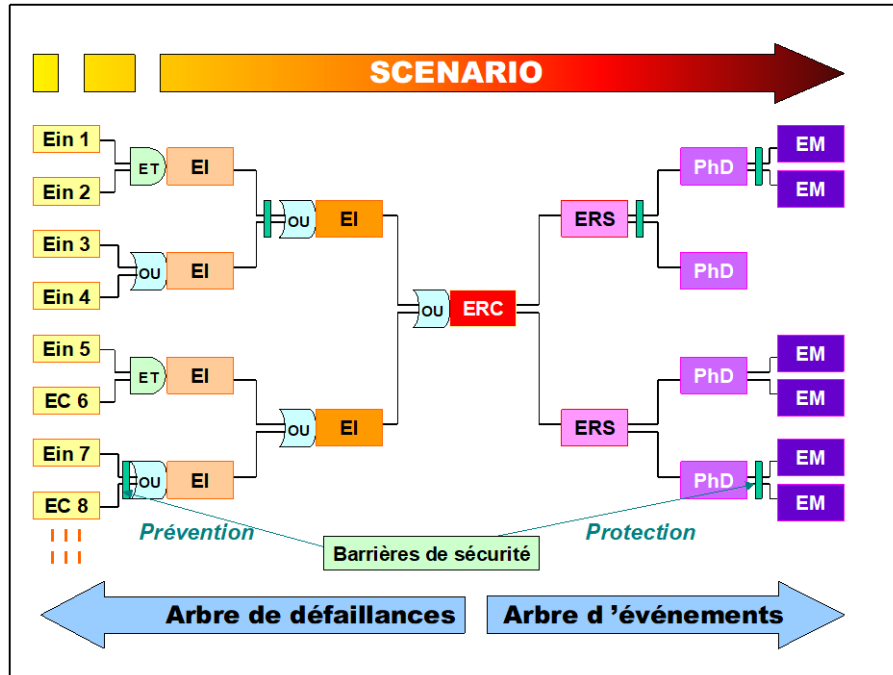 SCENARIO
Ein 1
Ein 2
Ein 3
Ein 4
Ein 5
EC 6
Ein 7
EC 8
ET
OU
ET
OU
EI
EI
EI
EI
OU
OU
EI
EI
OU
ERC
ERS
ERS
PhD
PhD
PhD
PhD
EM
EM
EM
EM
EM
EM
Prévention
Barrières de sécurité
Protection
Arbre de défaillances
Arbre d ’événements